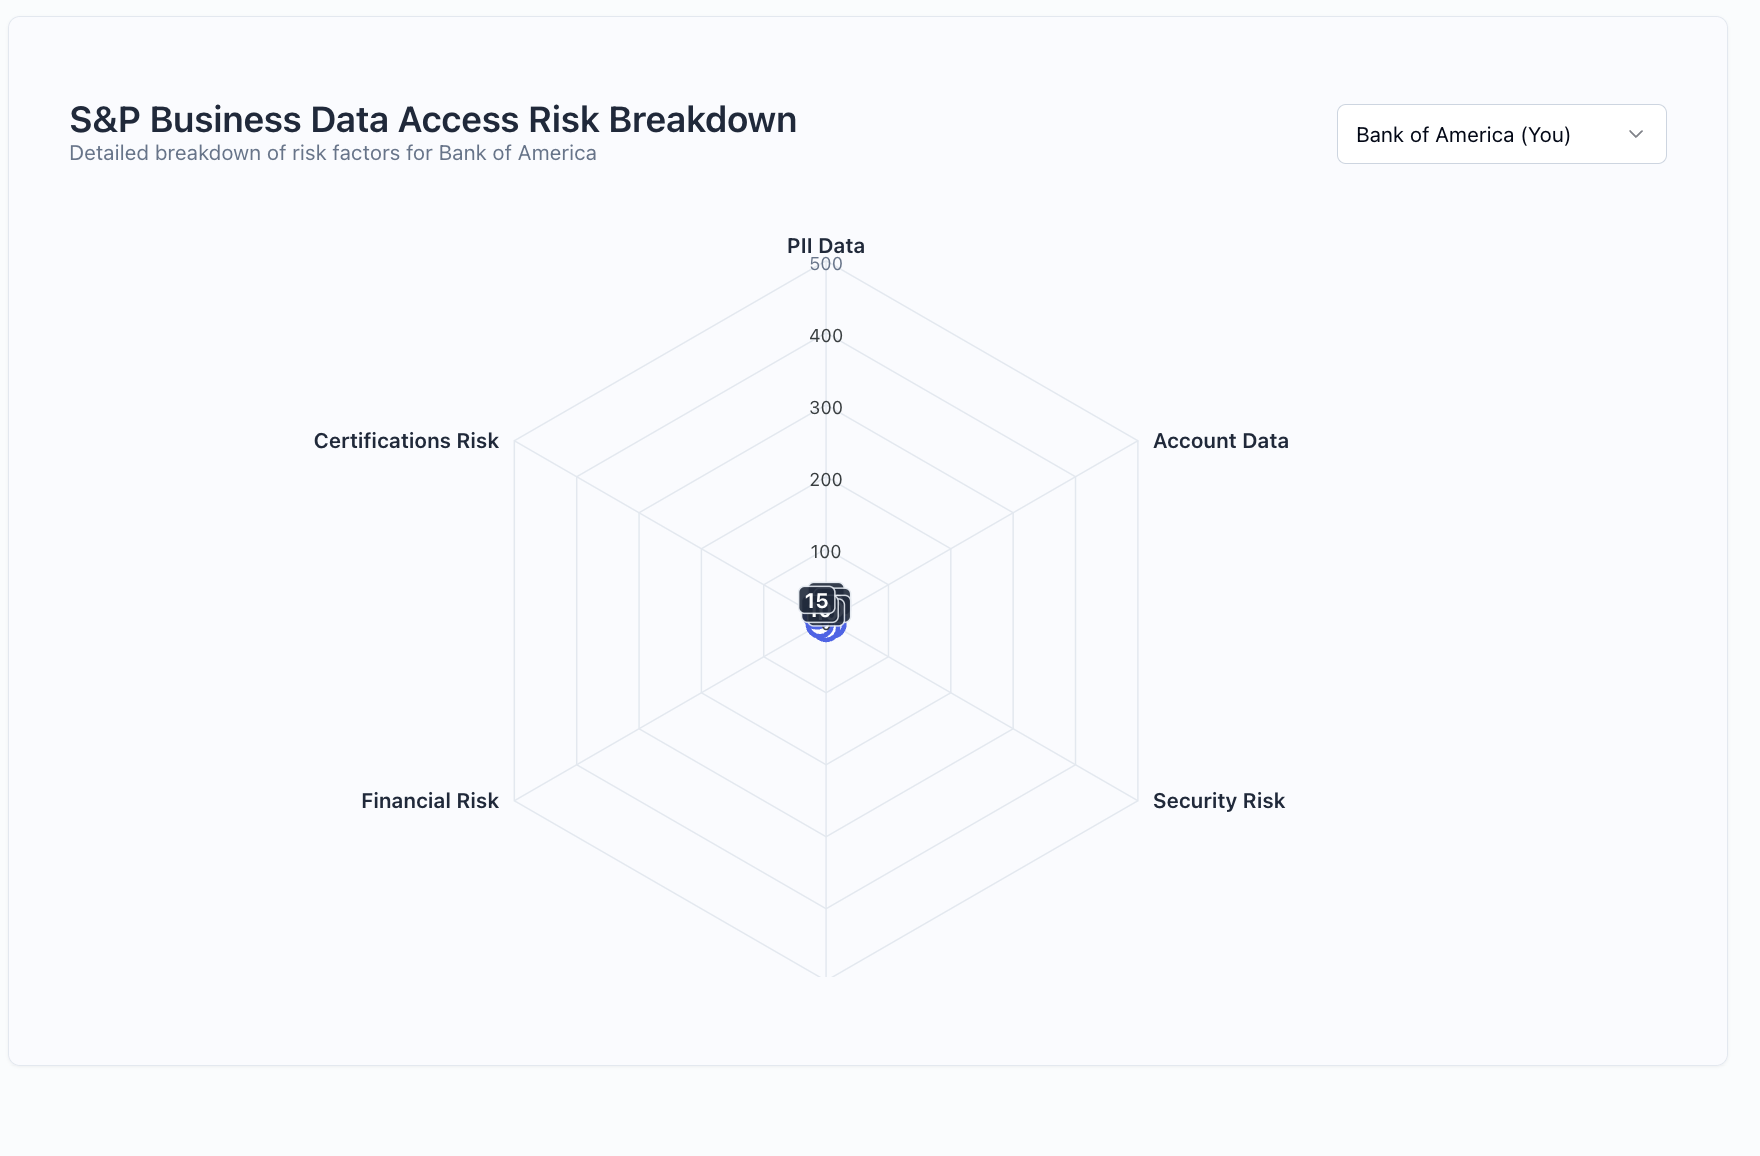 S&P Business Data Access Risk Breakdown
Detailed breakdown of risk factors for Bank of America
Bank of America (You)
PII Data
500
400
300
200
100
15
Certifications Risk
Account Data
Financial Risk
Security Risk